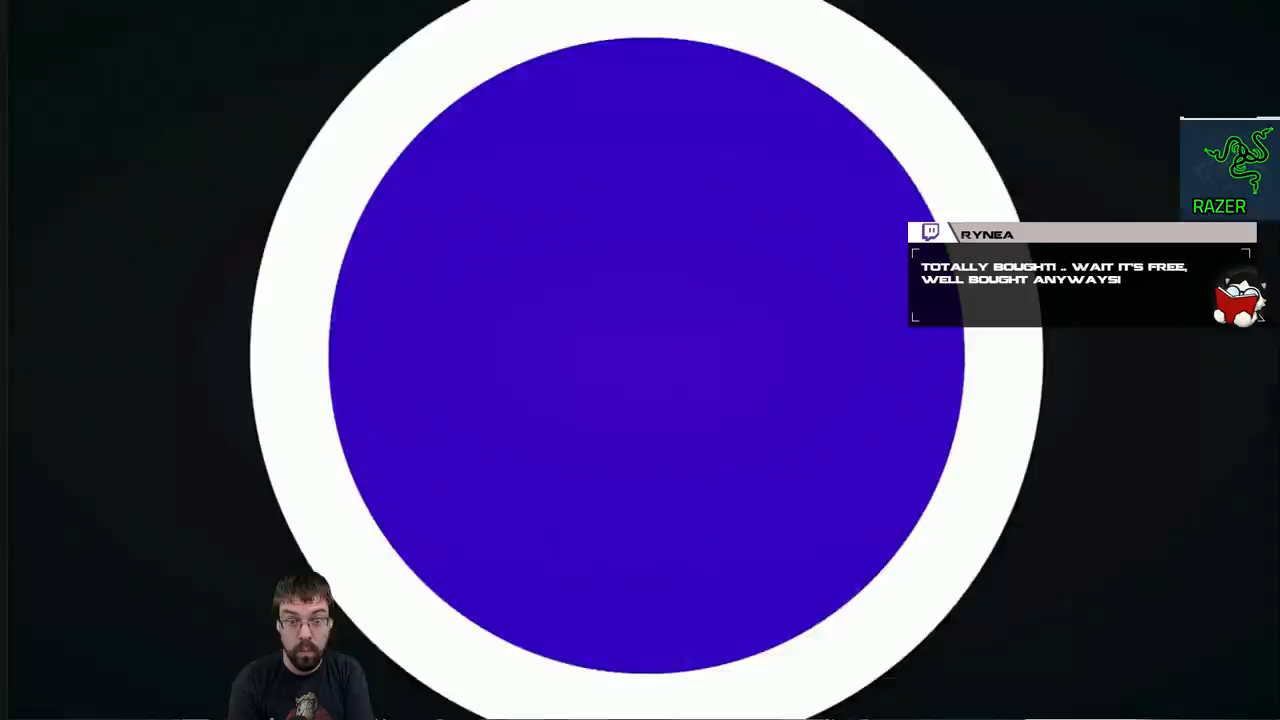 RAZER
RYNEA
TOTALLY BOUGHT! .. WAIT IT'S FREE,
WELL BOUGHT ANYWAYS!